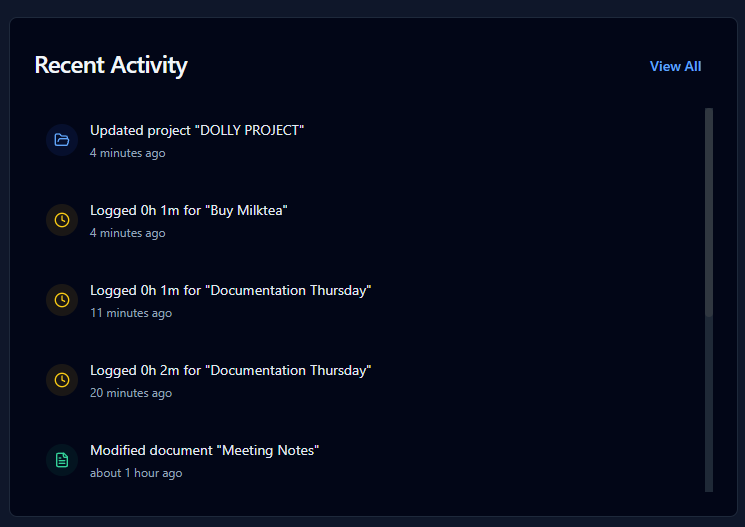 Recent Activity
View All
Updated project "DOLLY PROJECT"
4 minutes ago
Logged 0h 1m for "Buy Milktea"
4 minutes ago
Logged 0h 1m for "Documentation Thursday"
11 minutes ago
Logged 0h 2m for "Documentation Thursday"
20 minutes ago
Modified document "Meeting Notes"
about 1 hour ago